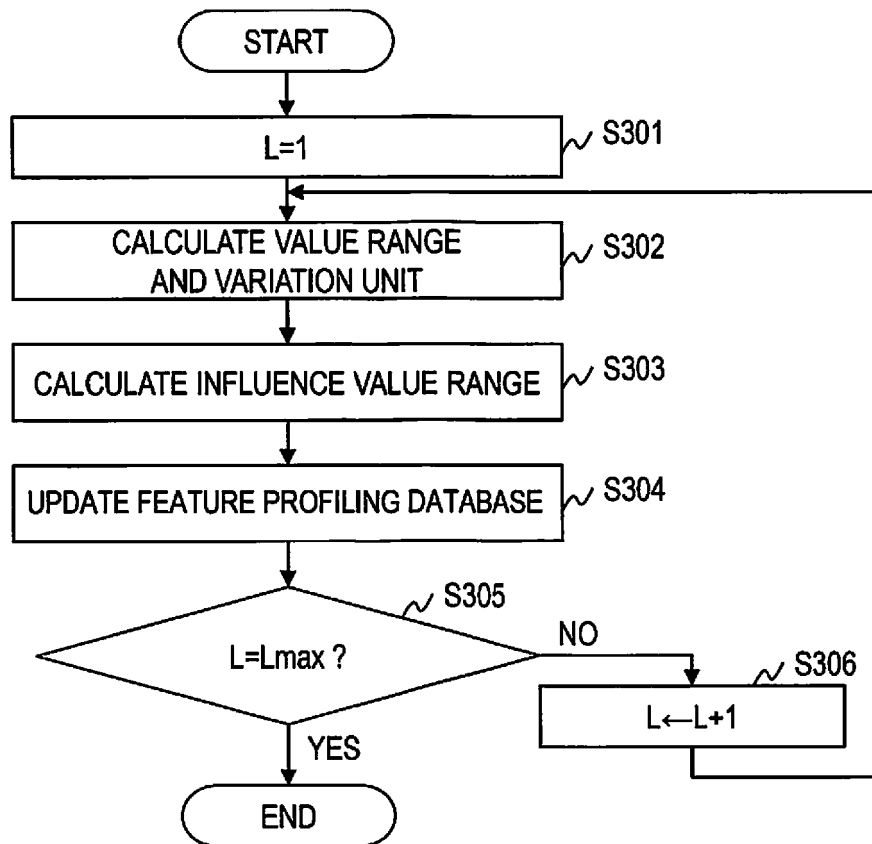 START
L=1
S301
CALCULATE VALUE RANGE
AND VARIATION UNIT
S302
CALCULATE INFLUENCE VALUE RANGE
S303
UPDATE FEATURE PROFILING DATABASE
S304
S305
L=Lmax ?
NO
S306
L←L+1
YES
END